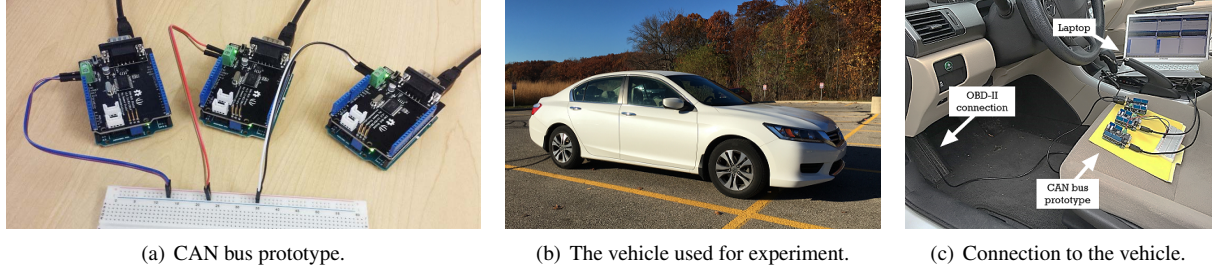 Laptop
OBD-II
connection
CAN bus
prototype
(a) CAN bus prototype.
(b) The vehicle used for experiment.
(c) Connection to the vehicle.